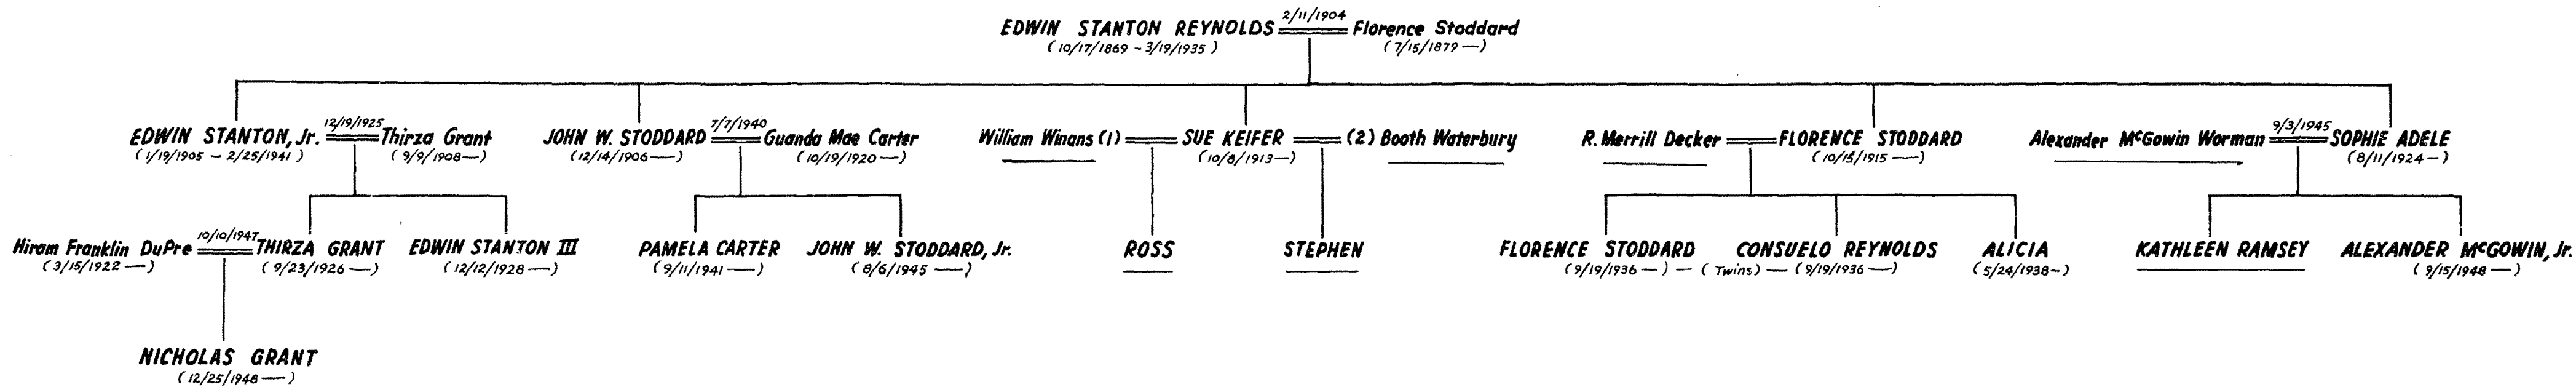 2/11/1904
EDWIN STANTON REYNOLDS Florence Stoddard
(10/17/1869 - 3/19/1935) (7/15/1879 —)
12/19/1925 7/7/1940 9/3/1945
EDWIN STANTON, Jr. Thirza Grant JOHN W. STODDARD Guanda Mae Carter William Winans (1) SUE KEIFER (2) Booth Waterbury R. Merrill Decker FLORENCE STODDARD Alexander McGowin Worman SOPHIE ADELE
(1/19/1905 - 2/25/1941) (9/9/1908—) (12/14/1906—) (10/19/1920 —) (10/8/1913—) (10/15/1915 —) (8/11/1924 —)
10/10/1947
Hiram Franklin DuPre THIRZA GRANT EDWIN STANTON III PAMELA CARTER JOHN W. STODDARD, Jr. ROSS STEPHEN FLORENCE STODDARD CONSUELO REYNOLDS ALICIA KATHLEEN RAMSEY ALEXANDER McGOWIN, Jr.
(3/15/1922 —) (9/23/1926 —) (12/12/1928 —) (9/11/1941 —) (8/6/1945 —) (9/19/1936 —) — (Twins) — (9/19/1936 —) (5/24/1938 —) (9/15/1948 —)
NICHOLAS GRANT
(12/25/1948 —)